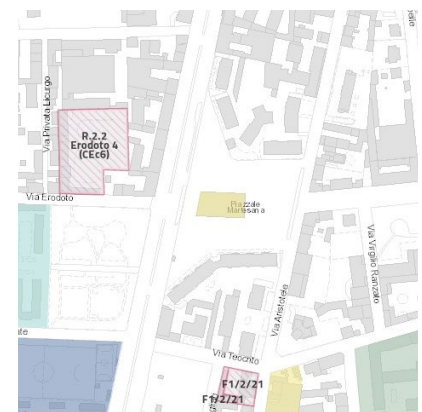 Via Privata Licurgo
R.2.2
Erodoto 4
(CEc6)
Via Erodoto
Piazzale
Martesana
Via Virgilio Ranzato
Via Aristotele
Via Teocrito
F1/2/21
F1/2/21